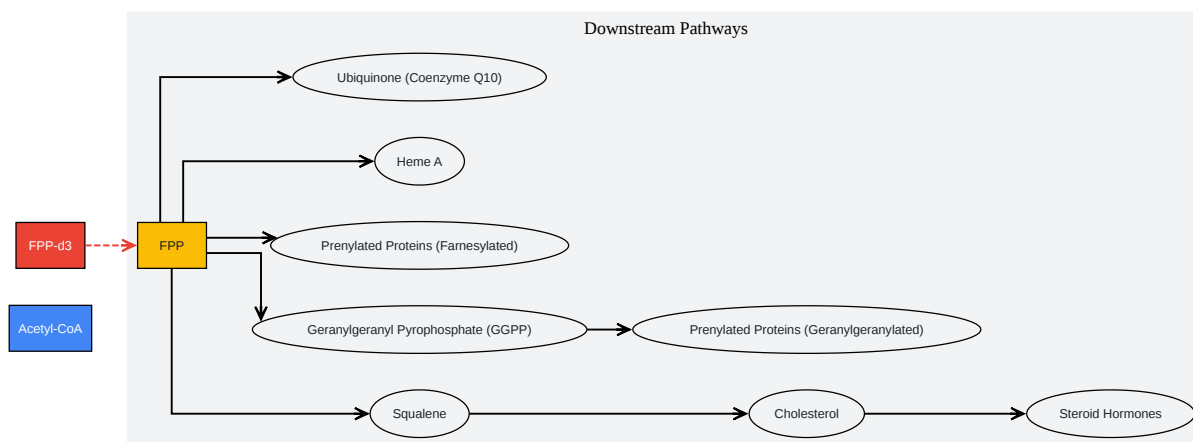 Downstream Pathways
Ubiquinone (Coenzyme Q10)
Heme A
FPP-d3
FPP
Prenylated Proteins (Farnesylated)
Acetyl-CoA
Geranylgeranyl Pyrophosphate (GGPP)
Prenylated Proteins (Geranylgeranylated)
Squalene
Cholesterol
Steroid Hormones